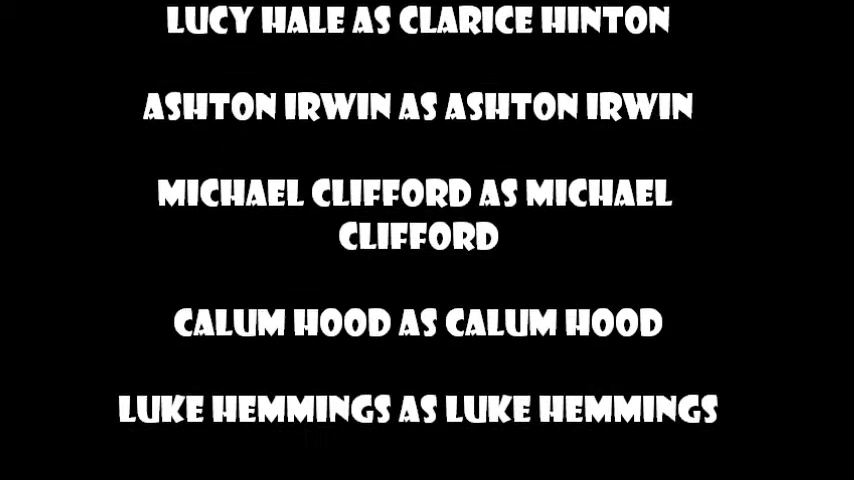 LUCY HALE AS CLARICE HINTON
ASHTON IRWIN AS ASHTON IRWIN
MICHAEL CLIFFORD AS MICHAEL
CLIFFORD
CALUM HOOD AS CALUM HOOD
LUKE HEMMINGS AS LUKE HEMMINGS